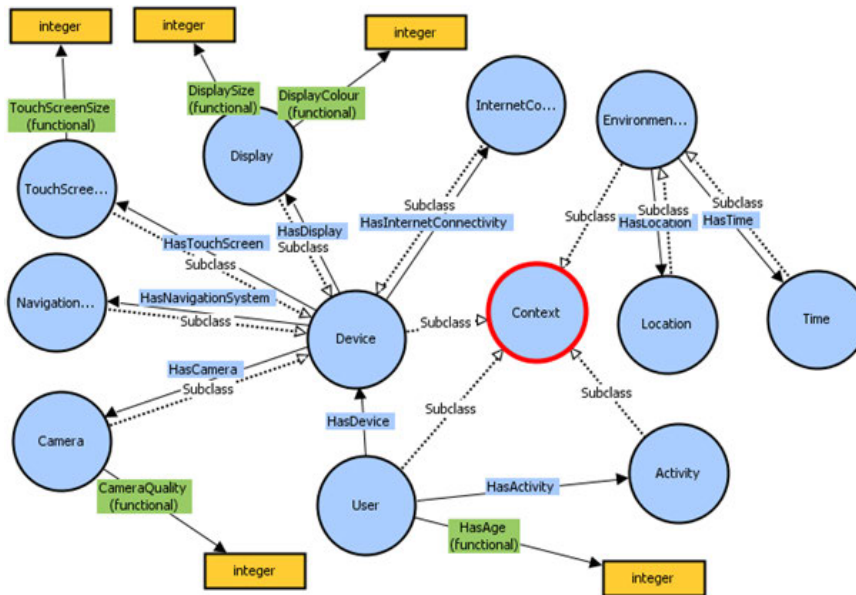 integer
integer
integer
TouchScreenSize
(functional)
DisplaySize
(functional)
DisplayColour
(functional)
InternetCo...
Environmen...
Display
TouchScree...
Subclass
HasDisplay
Subclass
HasInternetConnectivity
Subclass
Subclass
HasLocation
Subclass
HasTime
HasTouchScreen
Subclass
Navigation...
HasNavigationSystem
Subclass
Device
Subclass
Context
Location
Time
HasCamera
Subclass
Subclass
Subclass
HasDevice
Camera
Activity
CameraQuality
(functional)
User
HasActivity
HasAge
(functional)
integer
integer